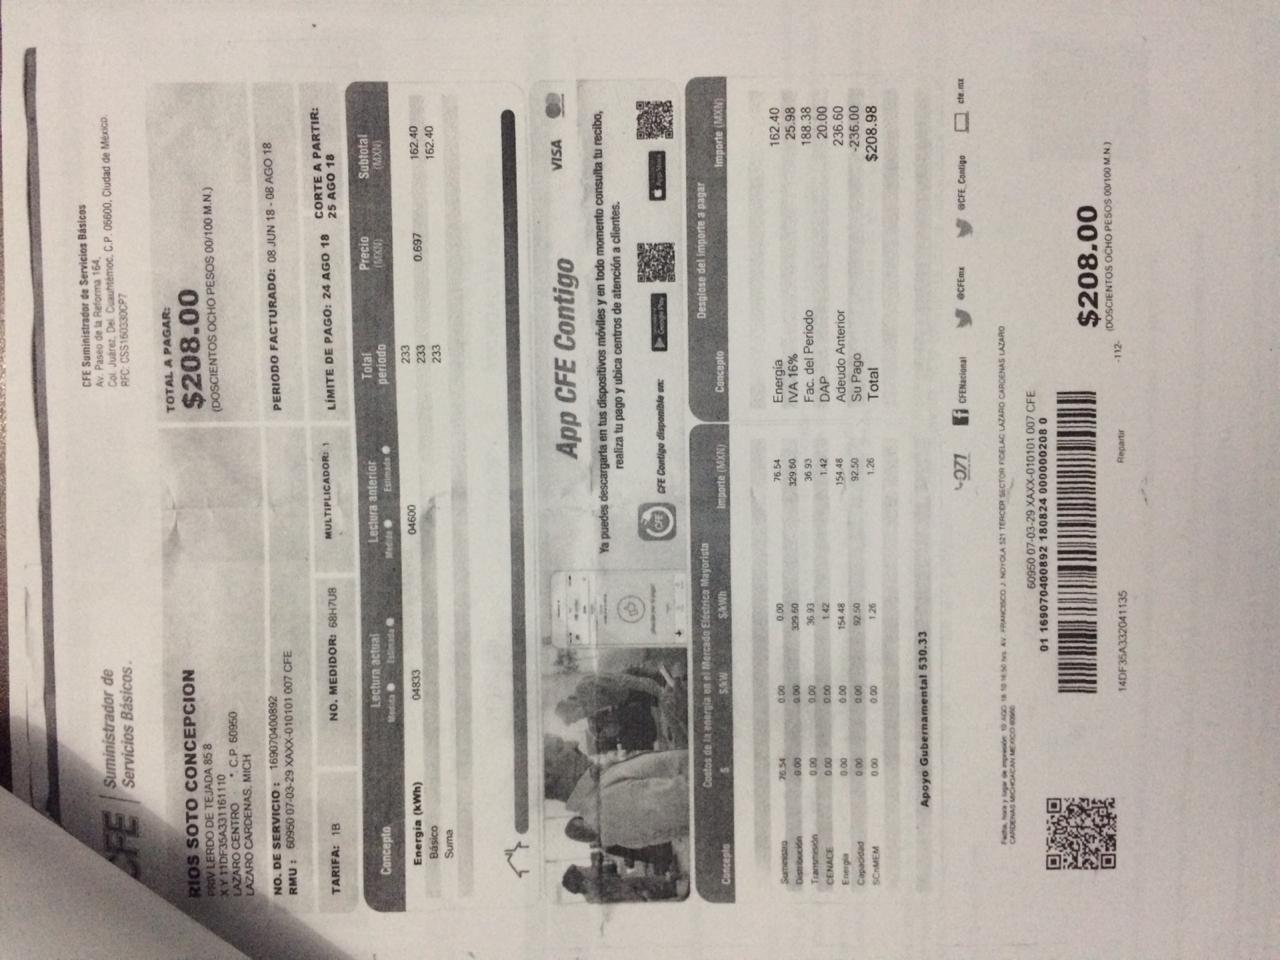 CFE Suministrador de
Servicios Básicos.
CFE Suministrador de Servicios Básicos
Av. Paseo de la Reforma 164,
Col. Juárez, Del. Cuauhtémoc, C.P. 06600, Ciudad de México.
RFC: CSS160330CP7
RIOS SOTO CONCEPCION
PRIV LERDO DE TEJADA 85 8
X Y 11DF35A331161110
LAZARO CENTRO *. C.P. 60950
LAZARO CARDENAS, MICH
TOTAL A PAGAR:
$208.00
(DOSCIENTOS OCHO PESOS 00/100 M.N.)
NO. DE SERVICIO : 169070400892
RMU : 60950 07-03-29 XAXX-010101 007 CFE
PERIODO FACTURADO: 08 JUN 18 - 08 AGO 18
TARIFA: 1B NO. MEDIDOR: 68H7U8 MULTIPLICADOR: 1
LÍMITE DE PAGO: 24 AGO 18 CORTE A PARTIR:
25 AGO 18
Concepto Lectura actual Lectura anterior Total periodo Precio (MXN) Subtotal (MXN)
Medida Estimada Medida Estimada
Energía (kWh) 04833 04600 233
Básico 233 0.697 162.40
Suma 233 162.40
App CFE Contigo VISA
Ya puedes descargarla en tus dispositivos móviles y en todo momento consulta tu recibo,
realiza tu pago y ubica centros de atención a clientes.
CFE
CFE Contigo disponible en: Google Play App Store
Costos de la energía en el Mercado Eléctrico Mayorista
Concepto $ $/kW $/kWh Importe (MXN)
Suministro 76.54 0.00 0.00 76.54
Distribución 0.00 0.00 329.60 329.60
Transmisión 0.00 0.00 36.93 36.93
CENACE 0.00 0.00 1.42 1.42
Energía 0.00 0.00 154.48 154.48
Capacidad 0.00 0.00 92.50 92.50
SCnMEM 0.00 0.00 1.26 1.26
Desglose del importe a pagar
Concepto Importe (MXN)
Energía 162.40
IVA 16% 25.98
Fac. del Periodo 188.38
DAP 20.00
Adeudo Anterior 236.60
Su Pago -236.00
Total $208.98
Apoyo Gubernamental 530.33
071 CFENacional @CFEmx @CFE_Contigo cfe.mx
Fecha, hora y lugar de impresión: 10 AGO 18 hrs. AV. FRANCISCO J. NOYOLA 521 TERCER SECTOR FIDELAC LAZARO CARDENAS LAZARO
CARDENAS MICHOACAN MEXICO 60950
60950 07-03-29 XAXX-010101 007 CFE
01 169070400892 180824 000000208 0
14DF35A332041135 Repartir -112-
$208.00
(DOSCIENTOS OCHO PESOS 00/100 M.N.)